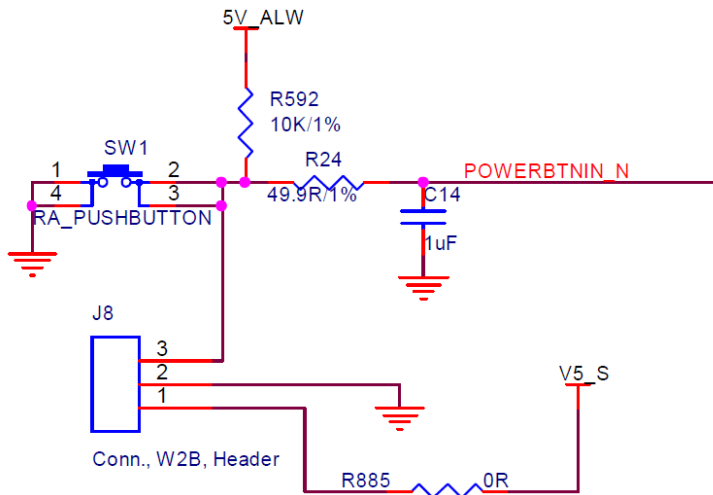 5V_ALW
R592
10K/1%
SW1
R24
1
2
POWERBTNIN_N
4
3
49.9R/1%
C14
RA_PUSHBUTTON
1uF
J8
3
2
1
V5_S
Conn., W2B, Header
R885
0R